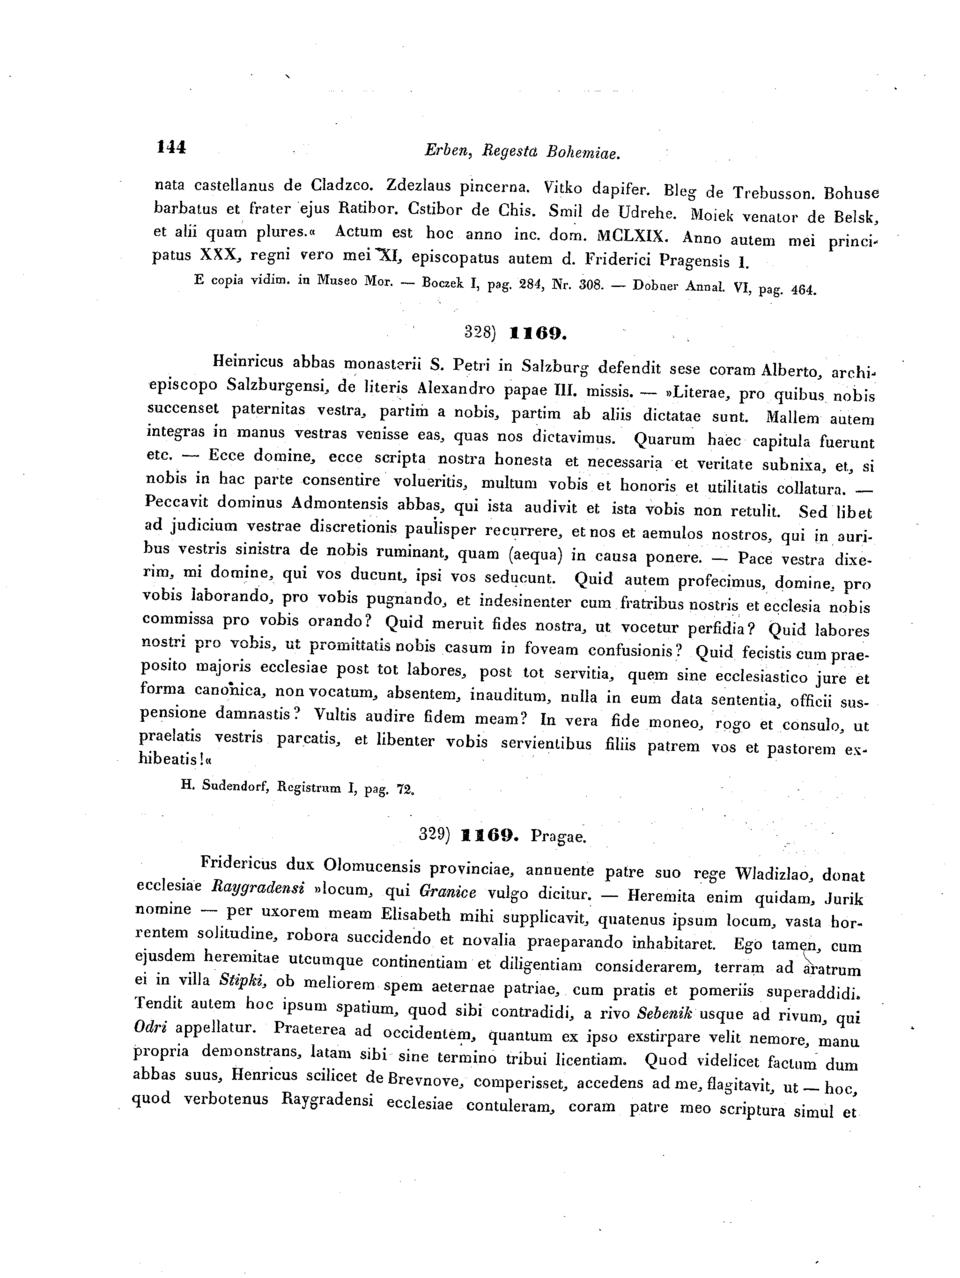 144
Erben, Regesta Bohemiae.
nata castellanus de Cladzco. Zdezlaus pincerna. Vitko dapifer. Bleg de Trebusson. Bohuse
barbatus et frater ejus Ratibor. Cstibor de Chis. Smil de Udrehe. Moiek venator de Belsk,
et alii quam plures.« Actum est hoc anno inc. dom. MCLXIX. Anno autem mei princi-
patus XXX, regni vero mei XI, episcopatus autem d. Friderici Pragensis I.
E copia vidim. in Museo Mor. — Boczek I, pag. 284, Nr. 308. — Dobner Annal. VI, pag. 464.
328) 1169.
Heinricus abbas monasterii S. Petri in Salzburg defendit sese coram Alberto, archi-
episcopo Salzburgensi, de literis Alexandro papae III. missis. — »Literae, pro quibus nobis
succenset paternitas vestra, partim a nobis, partim ab aliis dictatae sunt. Mallem autem
integras in manus vestras venisse eas, quas nos dictavimus. Quarum haec capitula fuerunt
etc. — Ecce domine, ecce scripta nostra honesta et necessaria et veritate subnixa, et, si
nobis in hac parte consentire volueritis, multum vobis et honoris et utilitatis collatura. —
Peccavit dominus Admontensis abbas, qui ista audivit et ista vobis non retulit. Sed libet
ad judicium vestrae discretionis paulisper recurrere, et nos et aemulos nostros, qui in auri-
bus vestris sinistra de nobis ruminant, quam (aequa) in causa ponere. — Pace vestra dixe-
rim, mi domine, qui vos ducunt, ipsi vos seducunt. Quid autem profecimus, domine, pro
vobis laborando, pro vobis pugnando, et indesinenter cum fratribus nostris et ecclesia nobis
commissa pro vobis orando? Quid meruit fides nostra, ut vocetur perfidia? Quid labores
nostri pro vobis, ut promittatis nobis casum in foveam confusionis? Quid fecistis cum prae-
posito majoris ecclesiae post tot labores, post tot servitia, quem sine ecclesiastico jure et
forma canonica, non vocatum, absentem, inauditum, nulla in eum data sententia, officii sus-
pensione damnastis? Vultis audire fidem meam? In vera fide moneo, rogo et consulo, ut
praelatis vestris parcatis, et libenter vobis servientibus filiis patrem vos et pastorem ex-
hibeatis!«
H. Sudendorf, Registrum I, pag. 72.
329) 1169. Pragae.
Fridericus dux Olomucensis provinciae, annuente patre suo rege Wladizlao, donat
ecclesiae Raygradensi »locum, qui Granice vulgo dicitur. — Heremita enim quidam, Jurik
nomine — per uxorem meam Elisabeth mihi supplicavit, quatenus ipsum locum, vasta hor-
rentem solitudine, robora succidendo et novalia praeparando inhabitaret. Ego tamen, cum
ejusdem heremitae utcumque continentiam et diligentiam considerarem, terram ad aratrum
ei in villa Stipki, ob meliorem spem aeternae patriae, cum pratis et pomeriis superaddidi.
Tendit autem hoc ipsum spatium, quod sibi contradidi, a rivo Sebenik usque ad rivum, qui
Odri appellatur. Praeterea ad occidentem, quantum ex ipso exstirpare velit nemore, manu
propria demonstrans, latam sibi sine termino tribui licentiam. Quod videlicet factum dum
abbas suus, Henricus scilicet de Brevnove, comperisset, accedens ad me, flagitavit, ut — hoc,
quod verbotenus Raygradensi ecclesiae contuleram, coram patre meo scriptura simul et